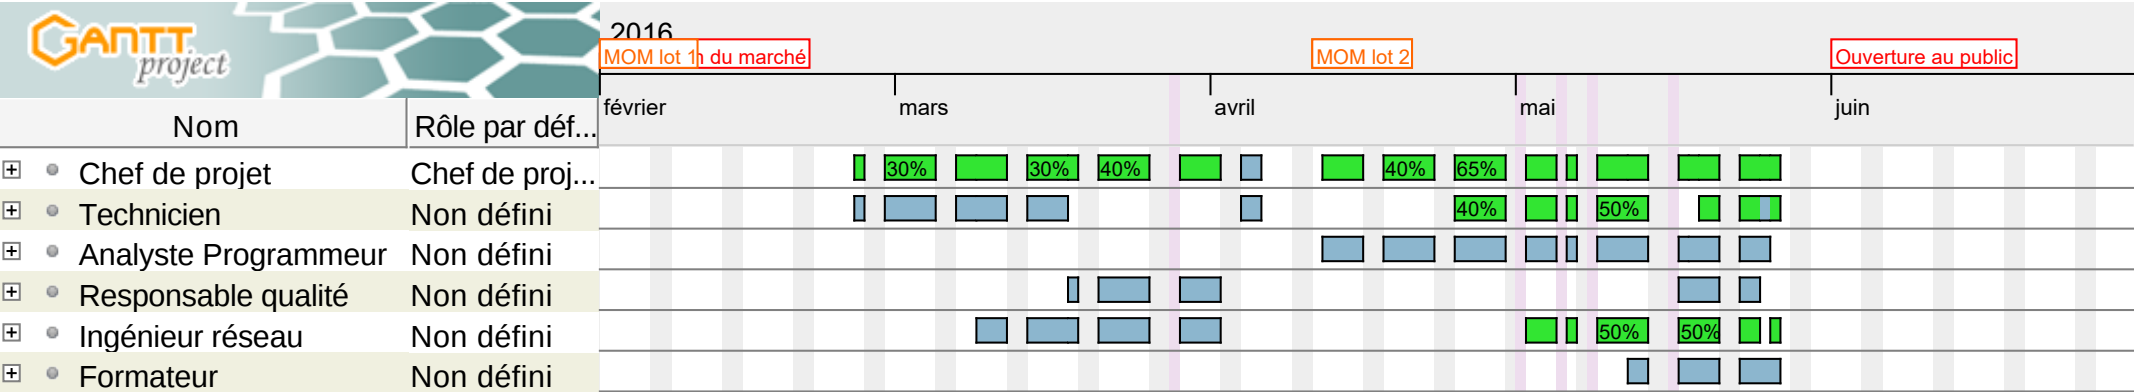 GANTT
project
2016
MOM lot 1
du marché
MOM lot 2
Ouverture au public
février
mars
avril
mai
juin
Nom
Rôle par déf...
Chef de projet
Chef de proj...
30%
30%
40%
40%
65%
Technicien
Non défini
40%
50%
Analyste Programmeur
Non défini
Responsable qualité
Non défini
Ingénieur réseau
Non défini
50%
50%
Formateur
Non défini